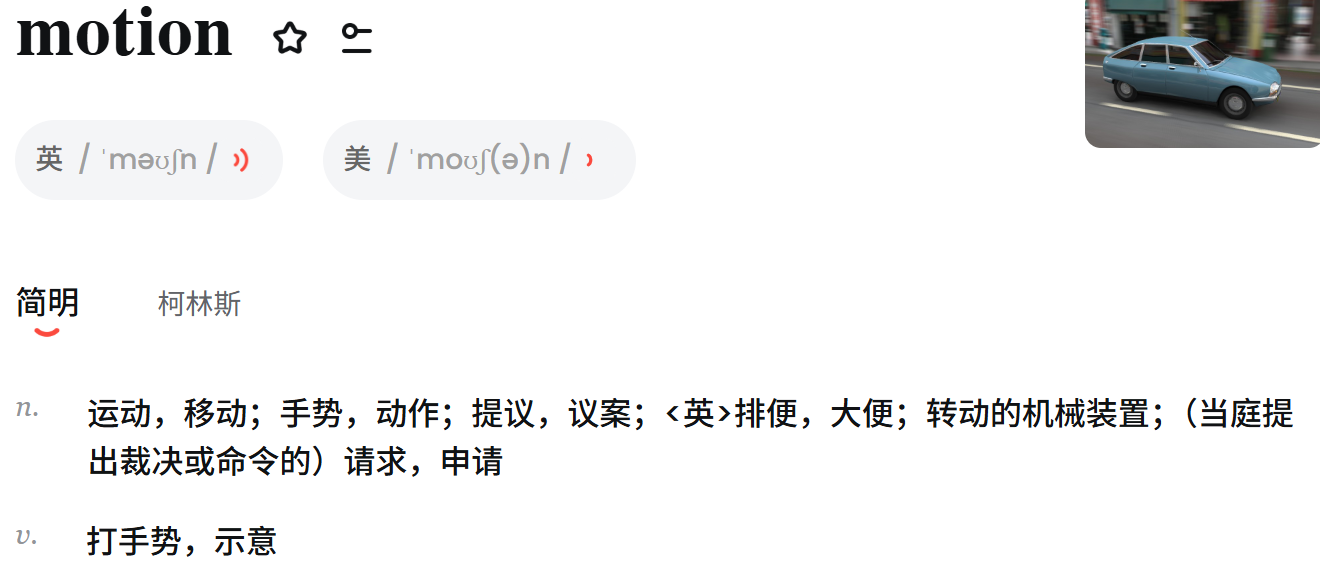 motion
英 / ˈməʊʃn / 美 / ˈmoʊʃ(ə)n /
简明 柯林斯
n. 运动，移动；手势，动作；提议，议案；<英>排便，大便；转动的机械装置；（当庭提
出裁决或命令的）请求，申请
v. 打手势，示意